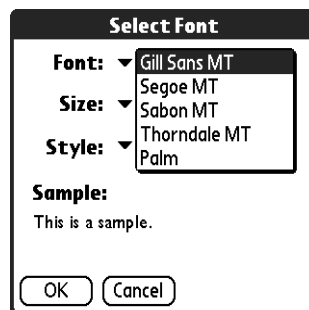 Select Font
Font: Gill Sans MT
Segoe MT
Size: Sabon MT
Thorndale MT
Style: Palm
Sample:
This is a sample.
OK Cancel